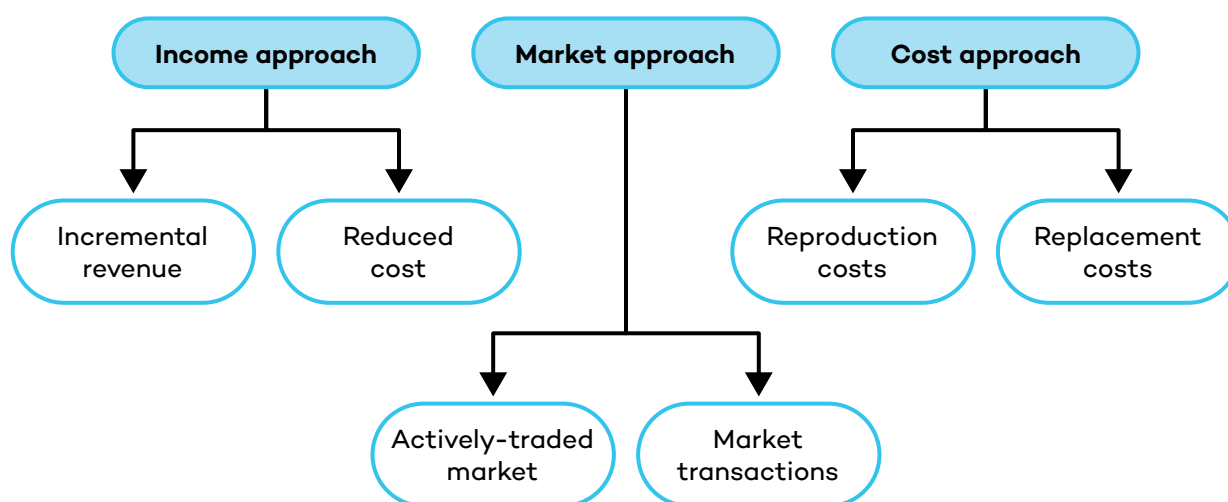 Income approach
Market approach
Cost approach
Incremental
revenue
Reduced
cost
Reproduction
costs
Replacement
costs
Actively-traded
market
Market
transactions